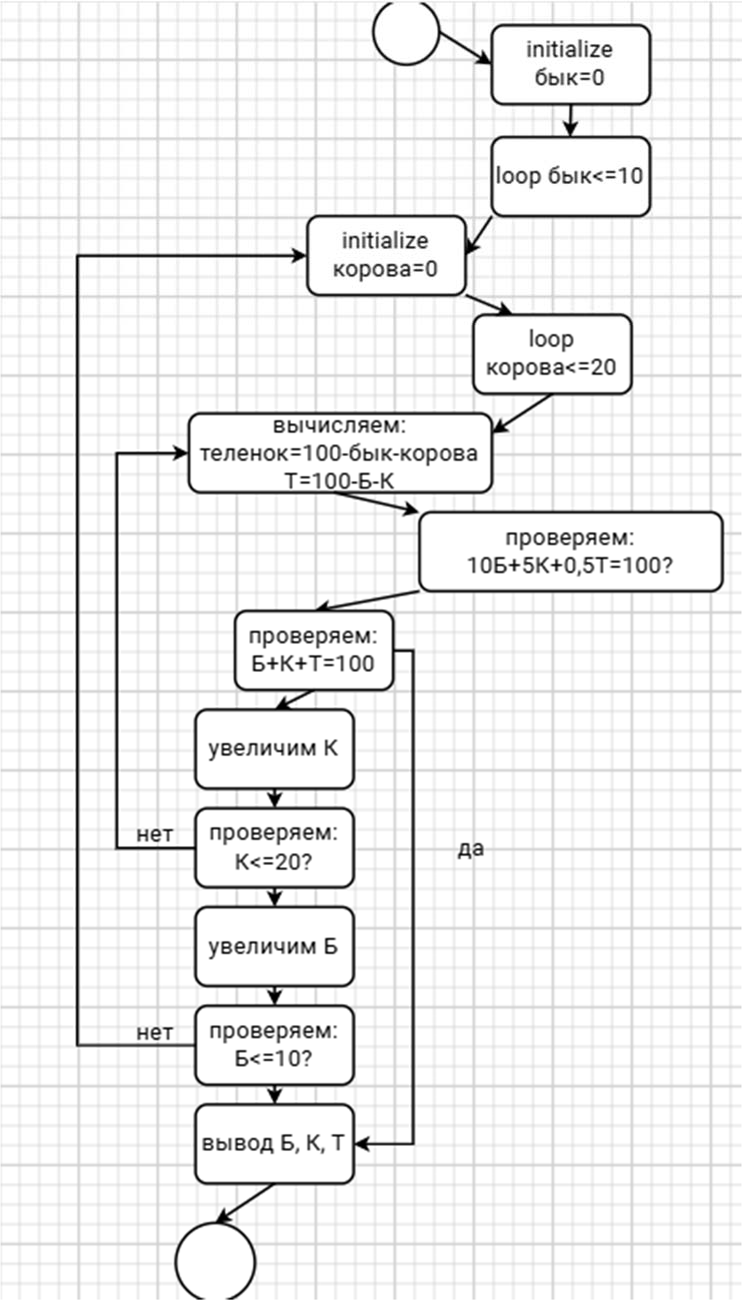 initialize
бык=0
loop бык<=10
initialize
корова=0
loop
корова<=20
вычисляем:
теленок=100-бык-корова
Т=100-Б-К
проверяем:
10Б+5К+0,5Т=100?
проверяем:
Б+К+Т=100
увеличим К
проверяем:
К<=20?
нет
да
увеличим Б
проверяем:
Б<=10?
нет
вывод Б, К, Т